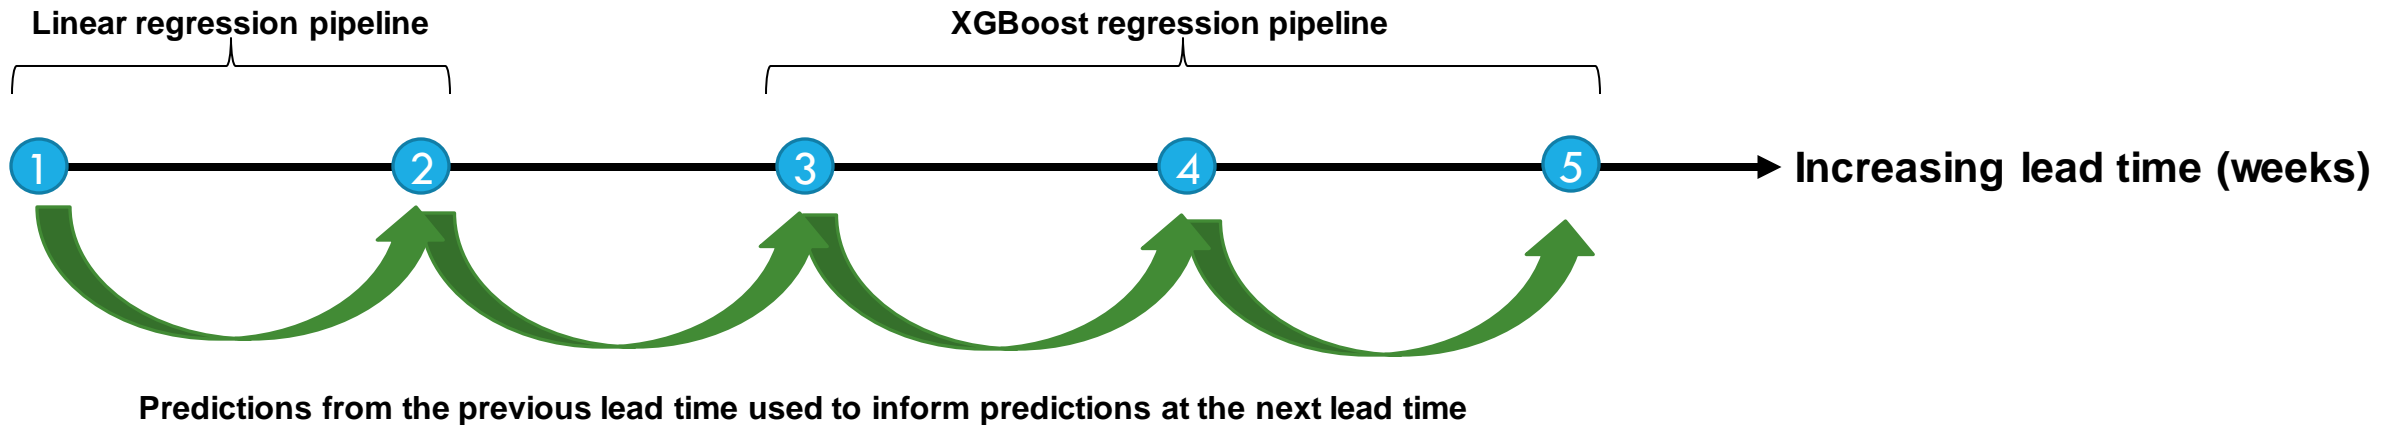 Linear regression pipeline
XGBoost regression pipeline
1
2
3
4
5
Increasing lead time (weeks)
Predictions from the previous lead time used to inform predictions at the next lead time